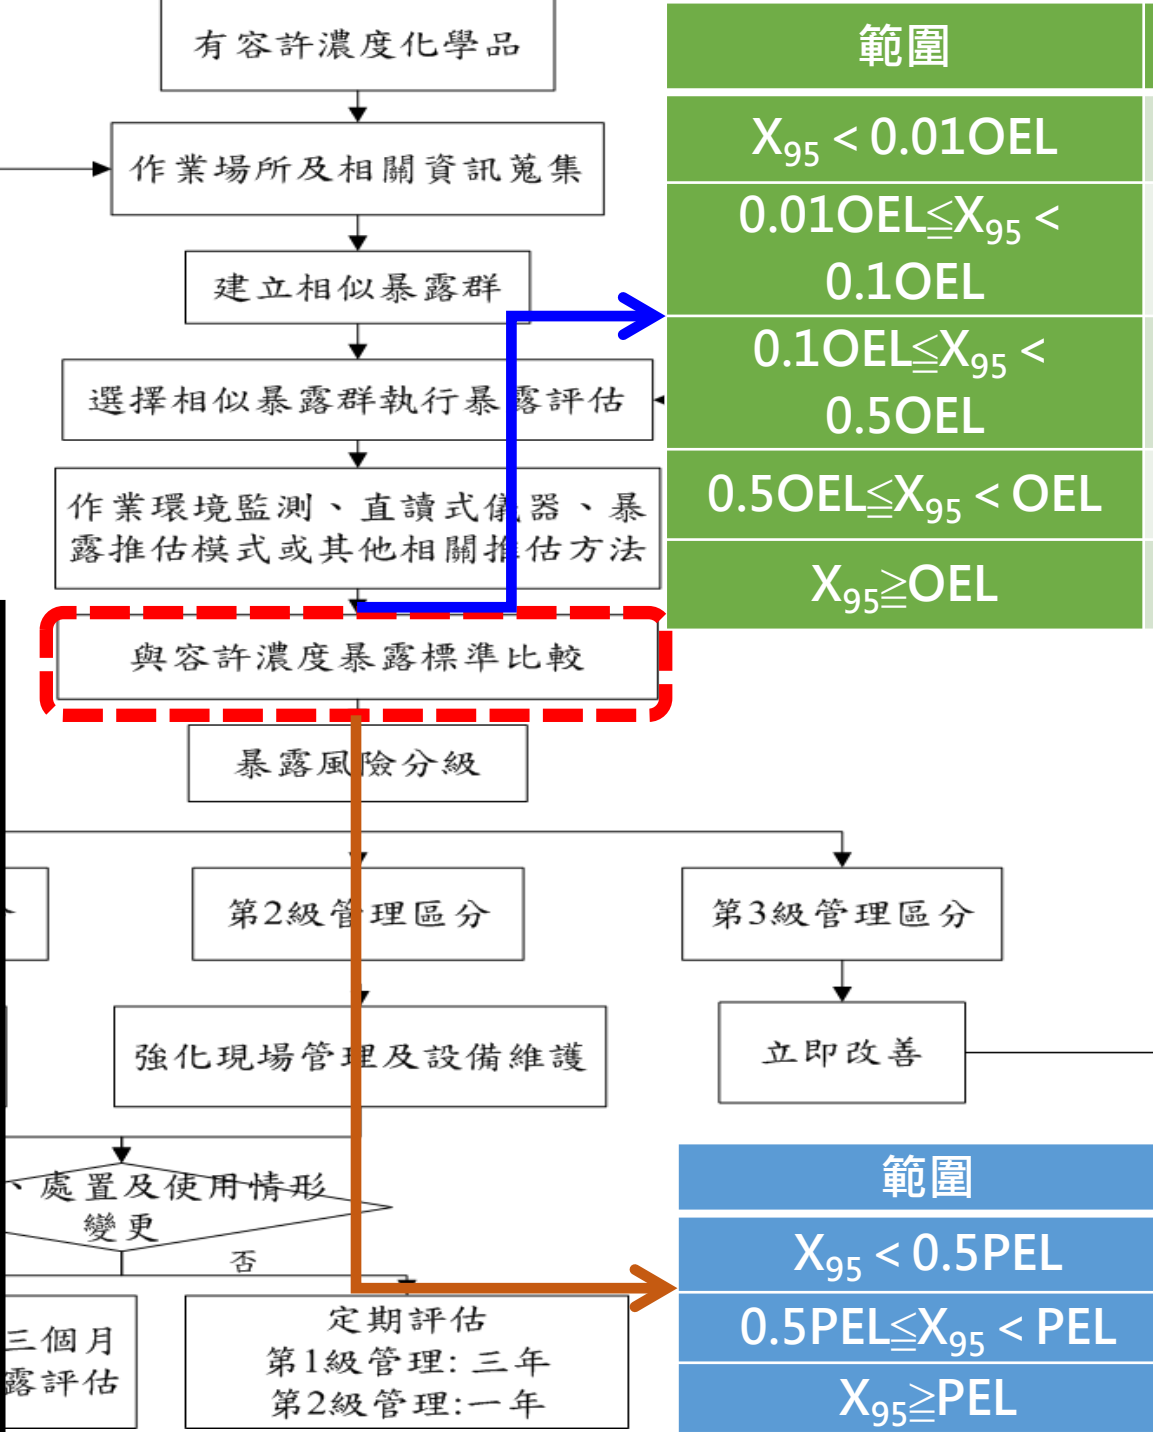 有容許濃度化學品
作業場所及相關資訊蒐集
建立相似暴露群
選擇相似暴露群執行暴露評估
作業環境監測、直讀式儀器、暴
露推估模式或其他相關推估方法
與容許濃度暴露標準比較
暴露風險分級
第2級管理區分
第3級管理區分
強化現場管理及設備維護
立即改善
、處置及使用情形
變更
否
三個月
露評估
定期評估
第1級管理: 三年
第2級管理:一年
範圍
X95 < 0.01OEL
0.01OEL≦X95 <
0.1OEL
0.1OEL≦X95 <
0.5OEL
0.5OEL≦X95 < OEL
X95≧OEL
範圍
X95 < 0.5PEL
0.5PEL≦X95 < PEL
X95≧PEL